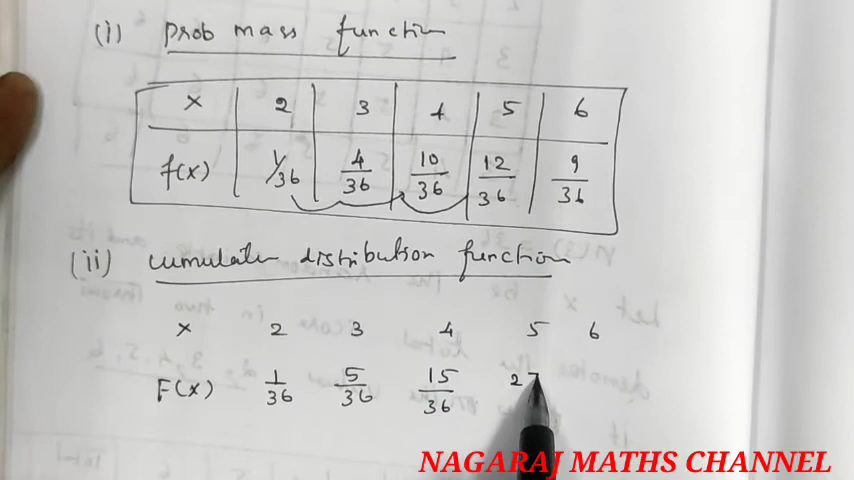 (i) Prob mass function
x 2 3 4 5 6
f(x) 1/36 4/36 10/36 12/36 9/36
(ii) cumulative distribution function
x 2 3 4 5 6
F(x) 1/36 5/36 15/36 27
NAGARAJ MATHS CHANNEL